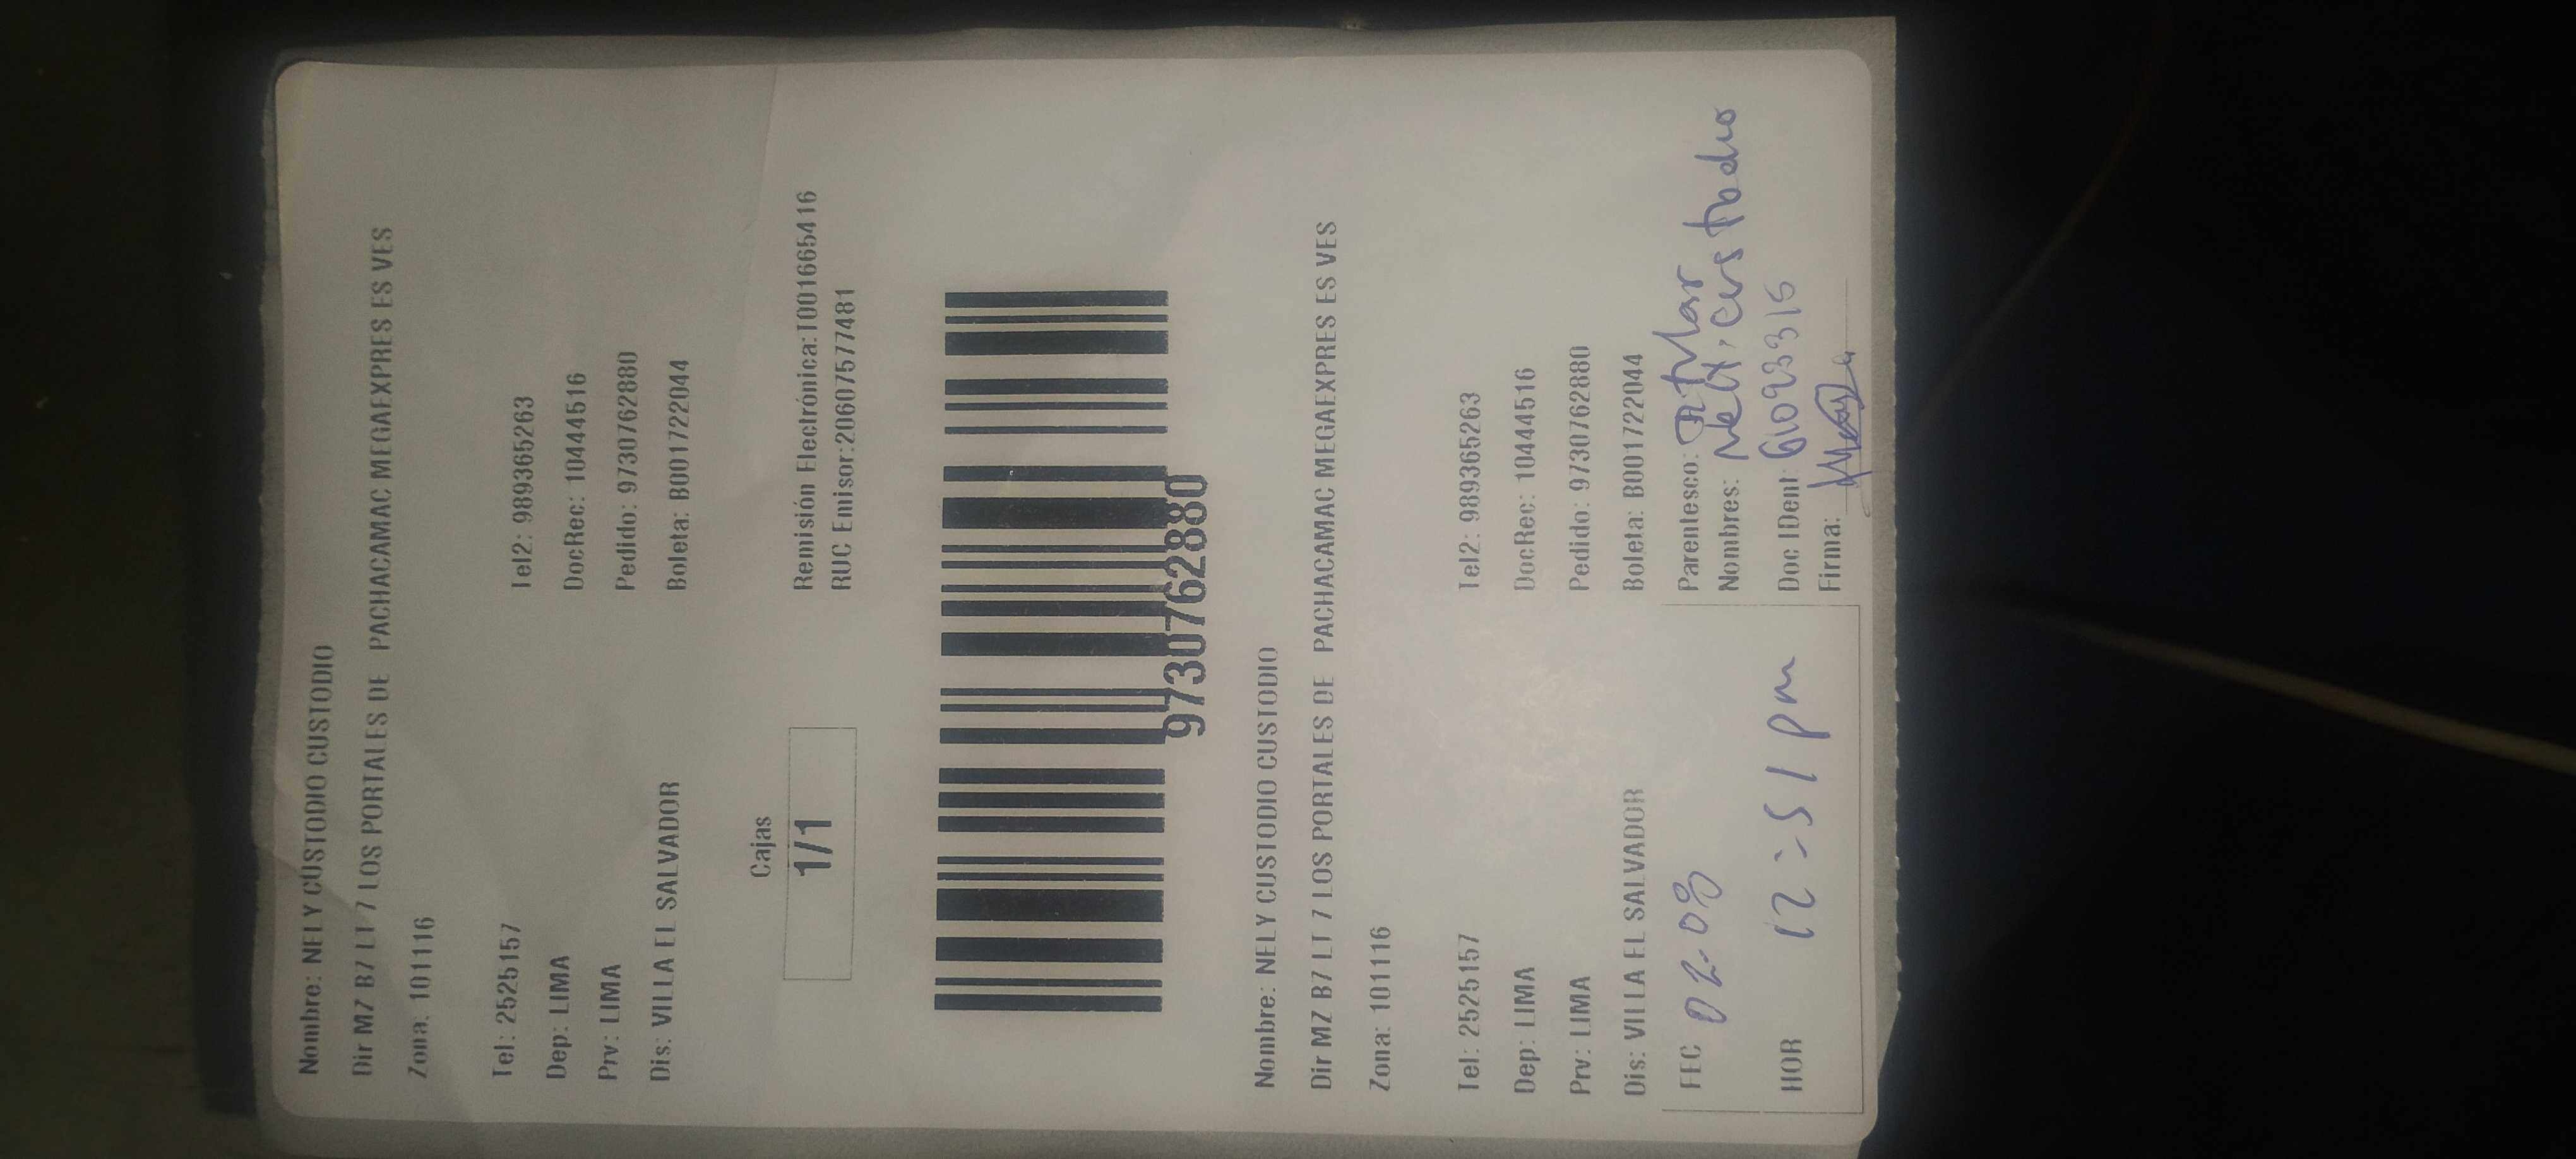 Nombre: NELY CUSTODIO CUSTODIO
Dir MZ B7 LT 7 LOS PORTALES DE PACHACAMAC MEGAEXPRES ES VES
Zona: 101116
Tel: 2525157 Tel2: 989365263
Dep: LIMA DocRec: 10444516
Prv: LIMA Pedido: 9730762880
Dis: VILLA EL SALVADOR Boleta: B001722044
Cajas
1/1
Remisión Electrónica:T001665416
RUC Emisor:20607577481
9730762880
Nombre: NELY CUSTODIO CUSTODIO
Dir MZ B7 LT 7 LOS PORTALES DE PACHACAMAC MEGAEXPRES ES VES
Zona: 101116
Tel: 2525157 Tel2: 989365263
Dep: LIMA DocRec: 10444516
Prv: LIMA Pedido: 9730762880
Dis: VILLA EL SALVADOR Boleta: B001722044
FEC 02-08 Parentesco: Titular
Nombres: Nely, custodio
HOR 12:51 pm Doc IDent: 61093315
Firma: